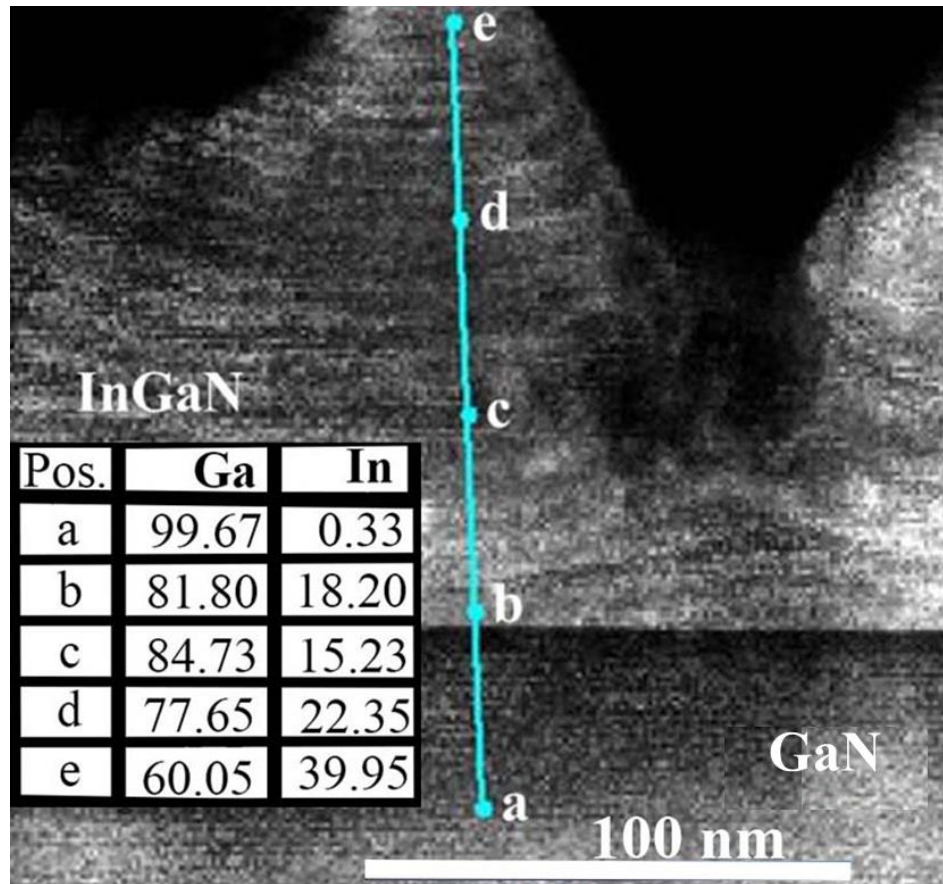 e
d
InGaN
c
Pos. Ga In
a 99.67 0.33
b 81.80 18.20
c 84.73 15.23
d 77.65 22.35
e 60.05 39.95
b
GaN
a
100 nm